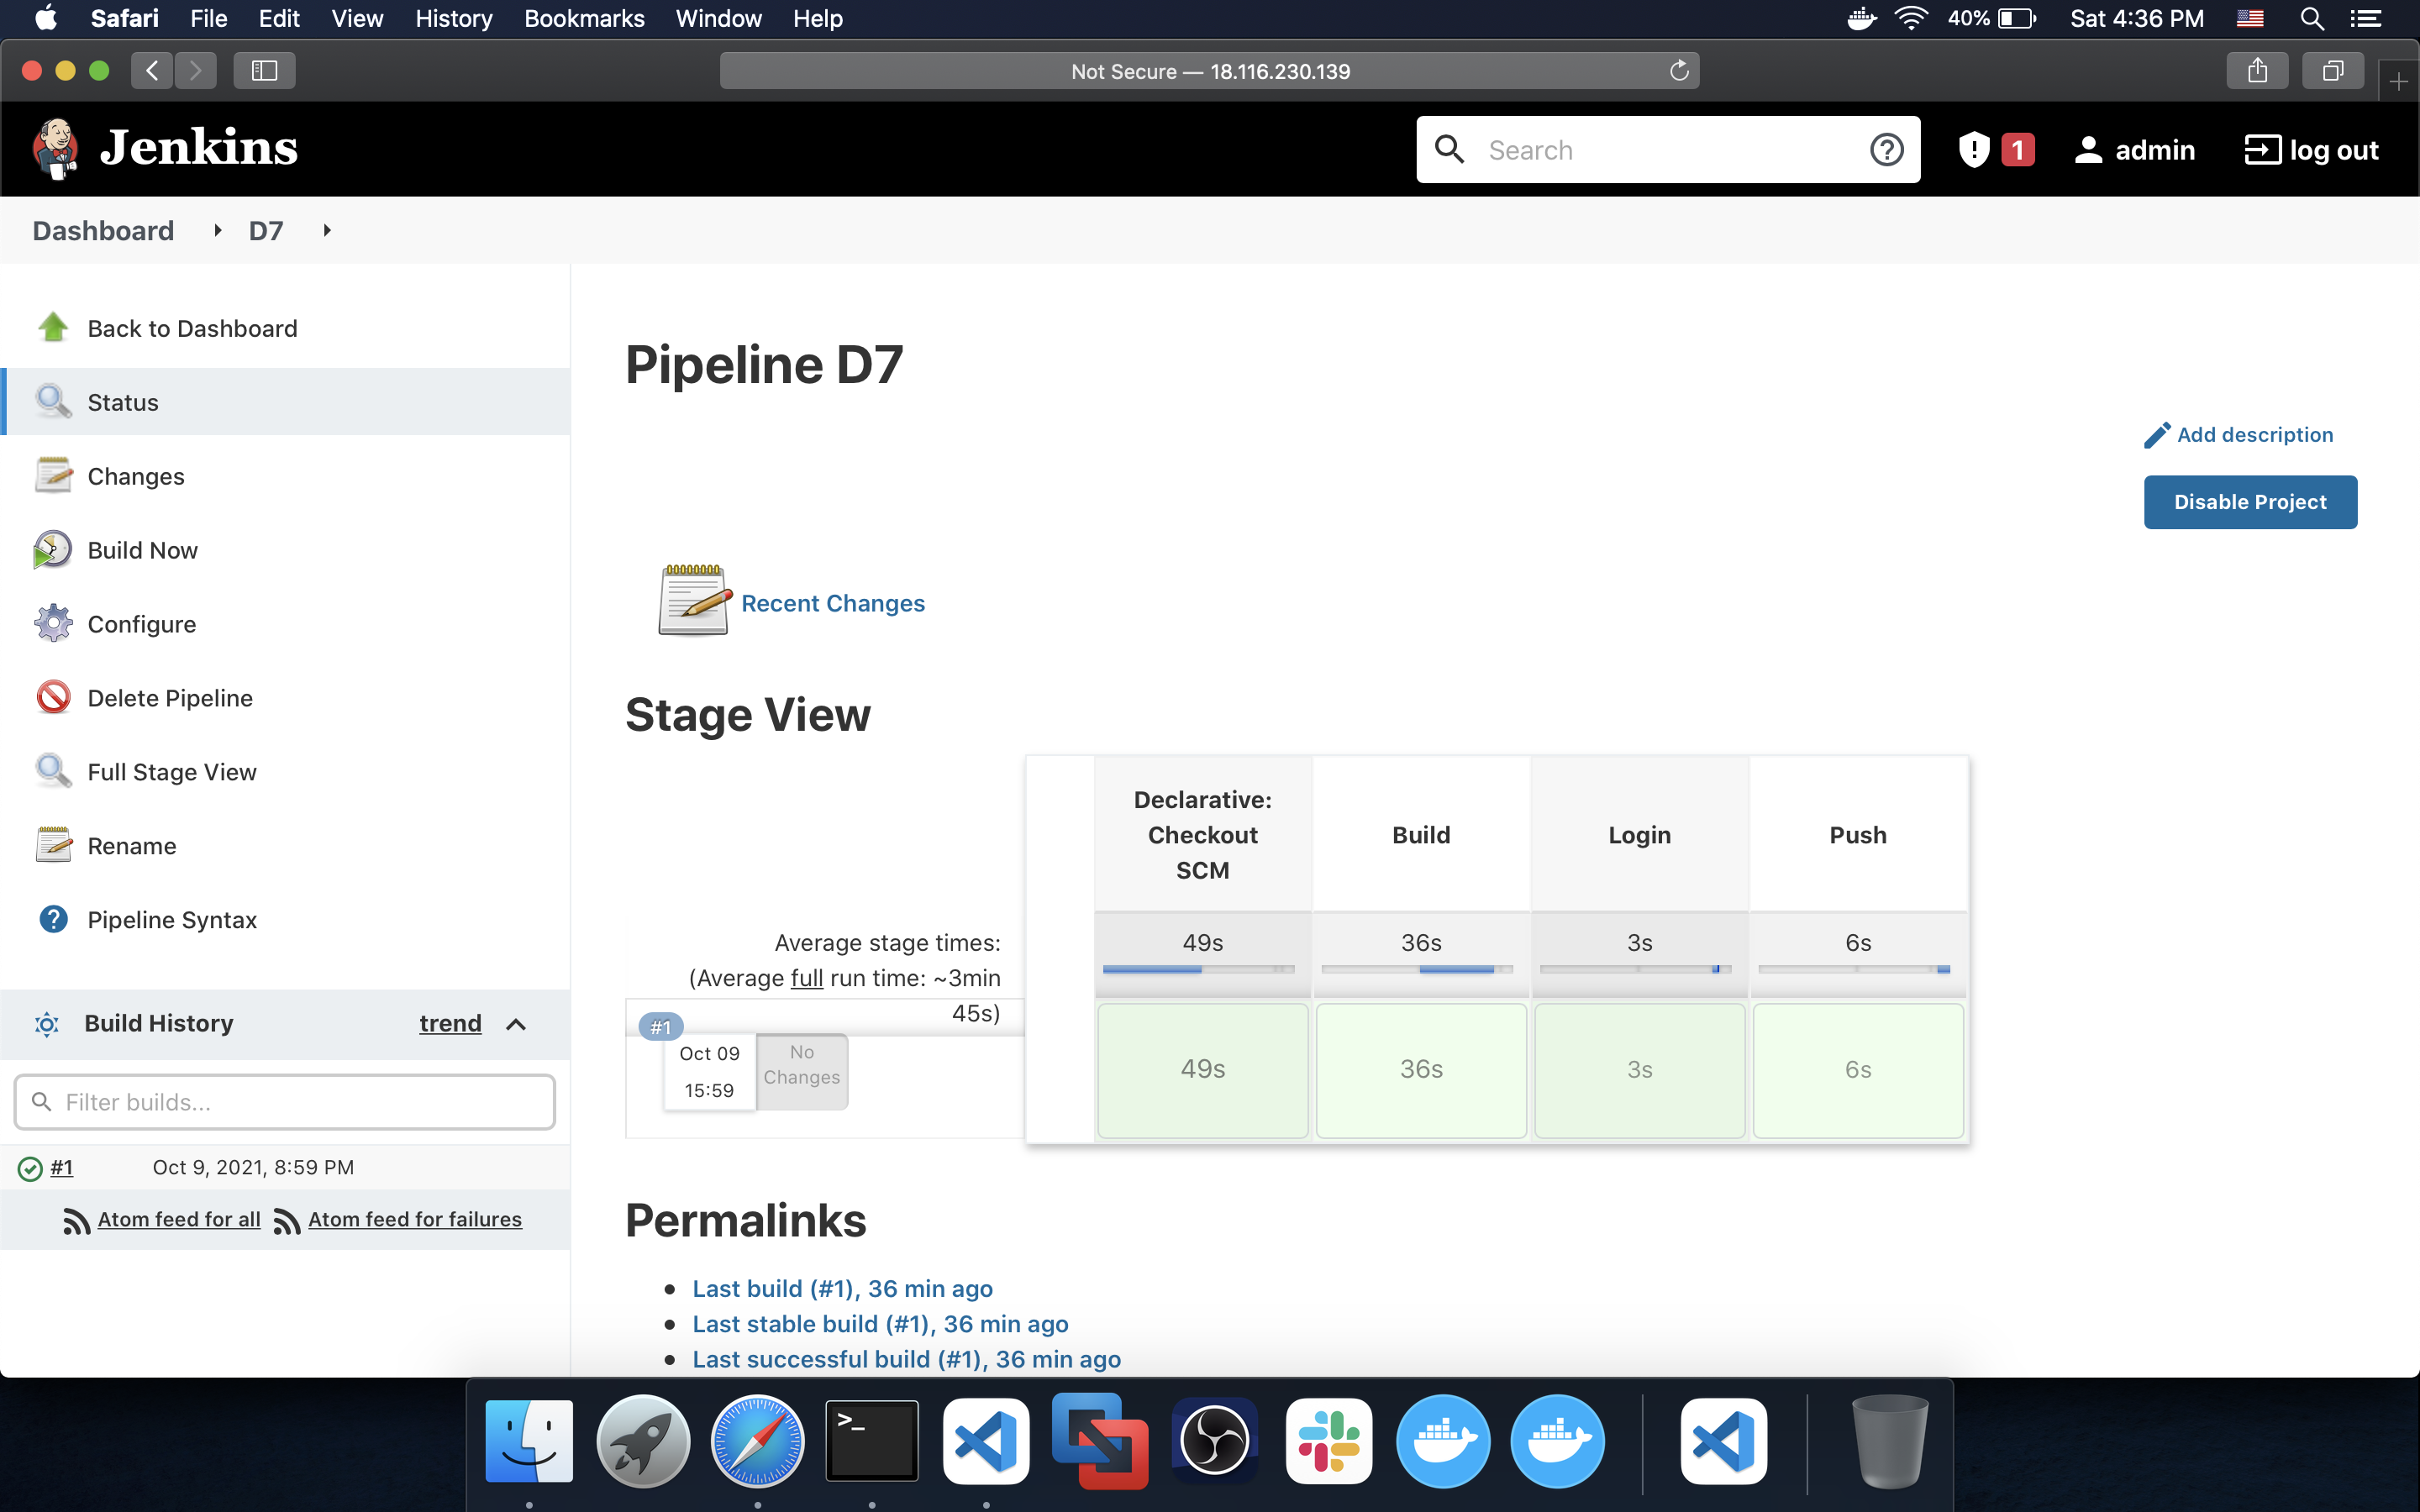 Safari File Edit View History Bookmarks Window Help 40% Sat 4:36 PM
Not Secure — 18.116.230.139
Jenkins
Search
1
admin
log out
Dashboard D7
Back to Dashboard
Status
Changes
Build Now
Configure
Delete Pipeline
Full Stage View
Rename
Pipeline Syntax
Build History trend
Filter builds...
#1 Oct 9, 2021, 8:59 PM
Atom feed for all Atom feed for failures
Pipeline D7
Add description
Disable Project
Recent Changes
Stage View
Declarative:
Checkout
SCM
Build
Login
Push
Average stage times:
(Average full run time: ~3min
45s)
49s 36s 3s 6s
#1
Oct 09
15:59
No
Changes
49s 36s 3s 6s
Permalinks
Last build (#1), 36 min ago
Last stable build (#1), 36 min ago
Last successful build (#1), 36 min ago
>_